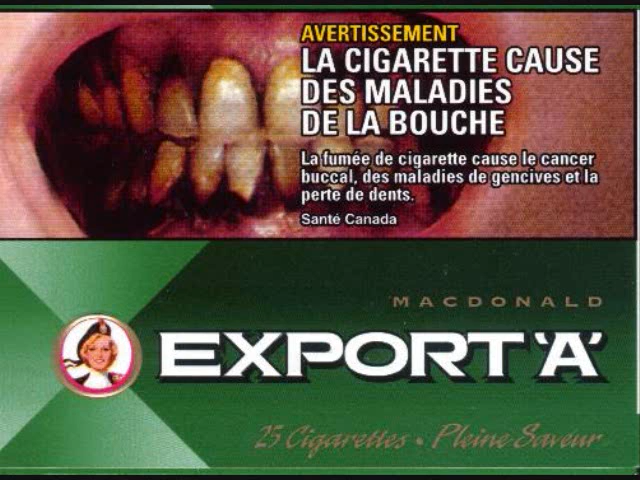 AVERTISSEMENT
LA CIGARETTE CAUSE
DES MALADIES
DE LA BOUCHE
La fumée de cigarette cause le cancer
buccal, des maladies de gencives et la
perte de dents.
Santé Canada
MACDONALD
EXPORT 'A'
25 Cigarettes • Pleine Saveur